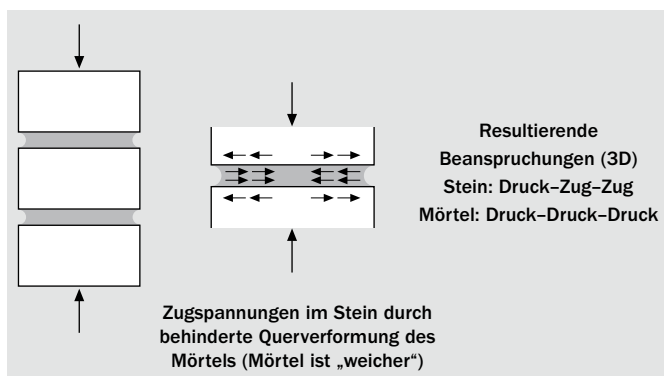 Resultierende
Beanspruchungen (3D)
Stein: Druck–Zug–Zug
Mörtel: Druck–Druck–Druck
Zugspannungen im Stein durch
behinderte Querverformung des
Mörtels (Mörtel ist „weicher“)